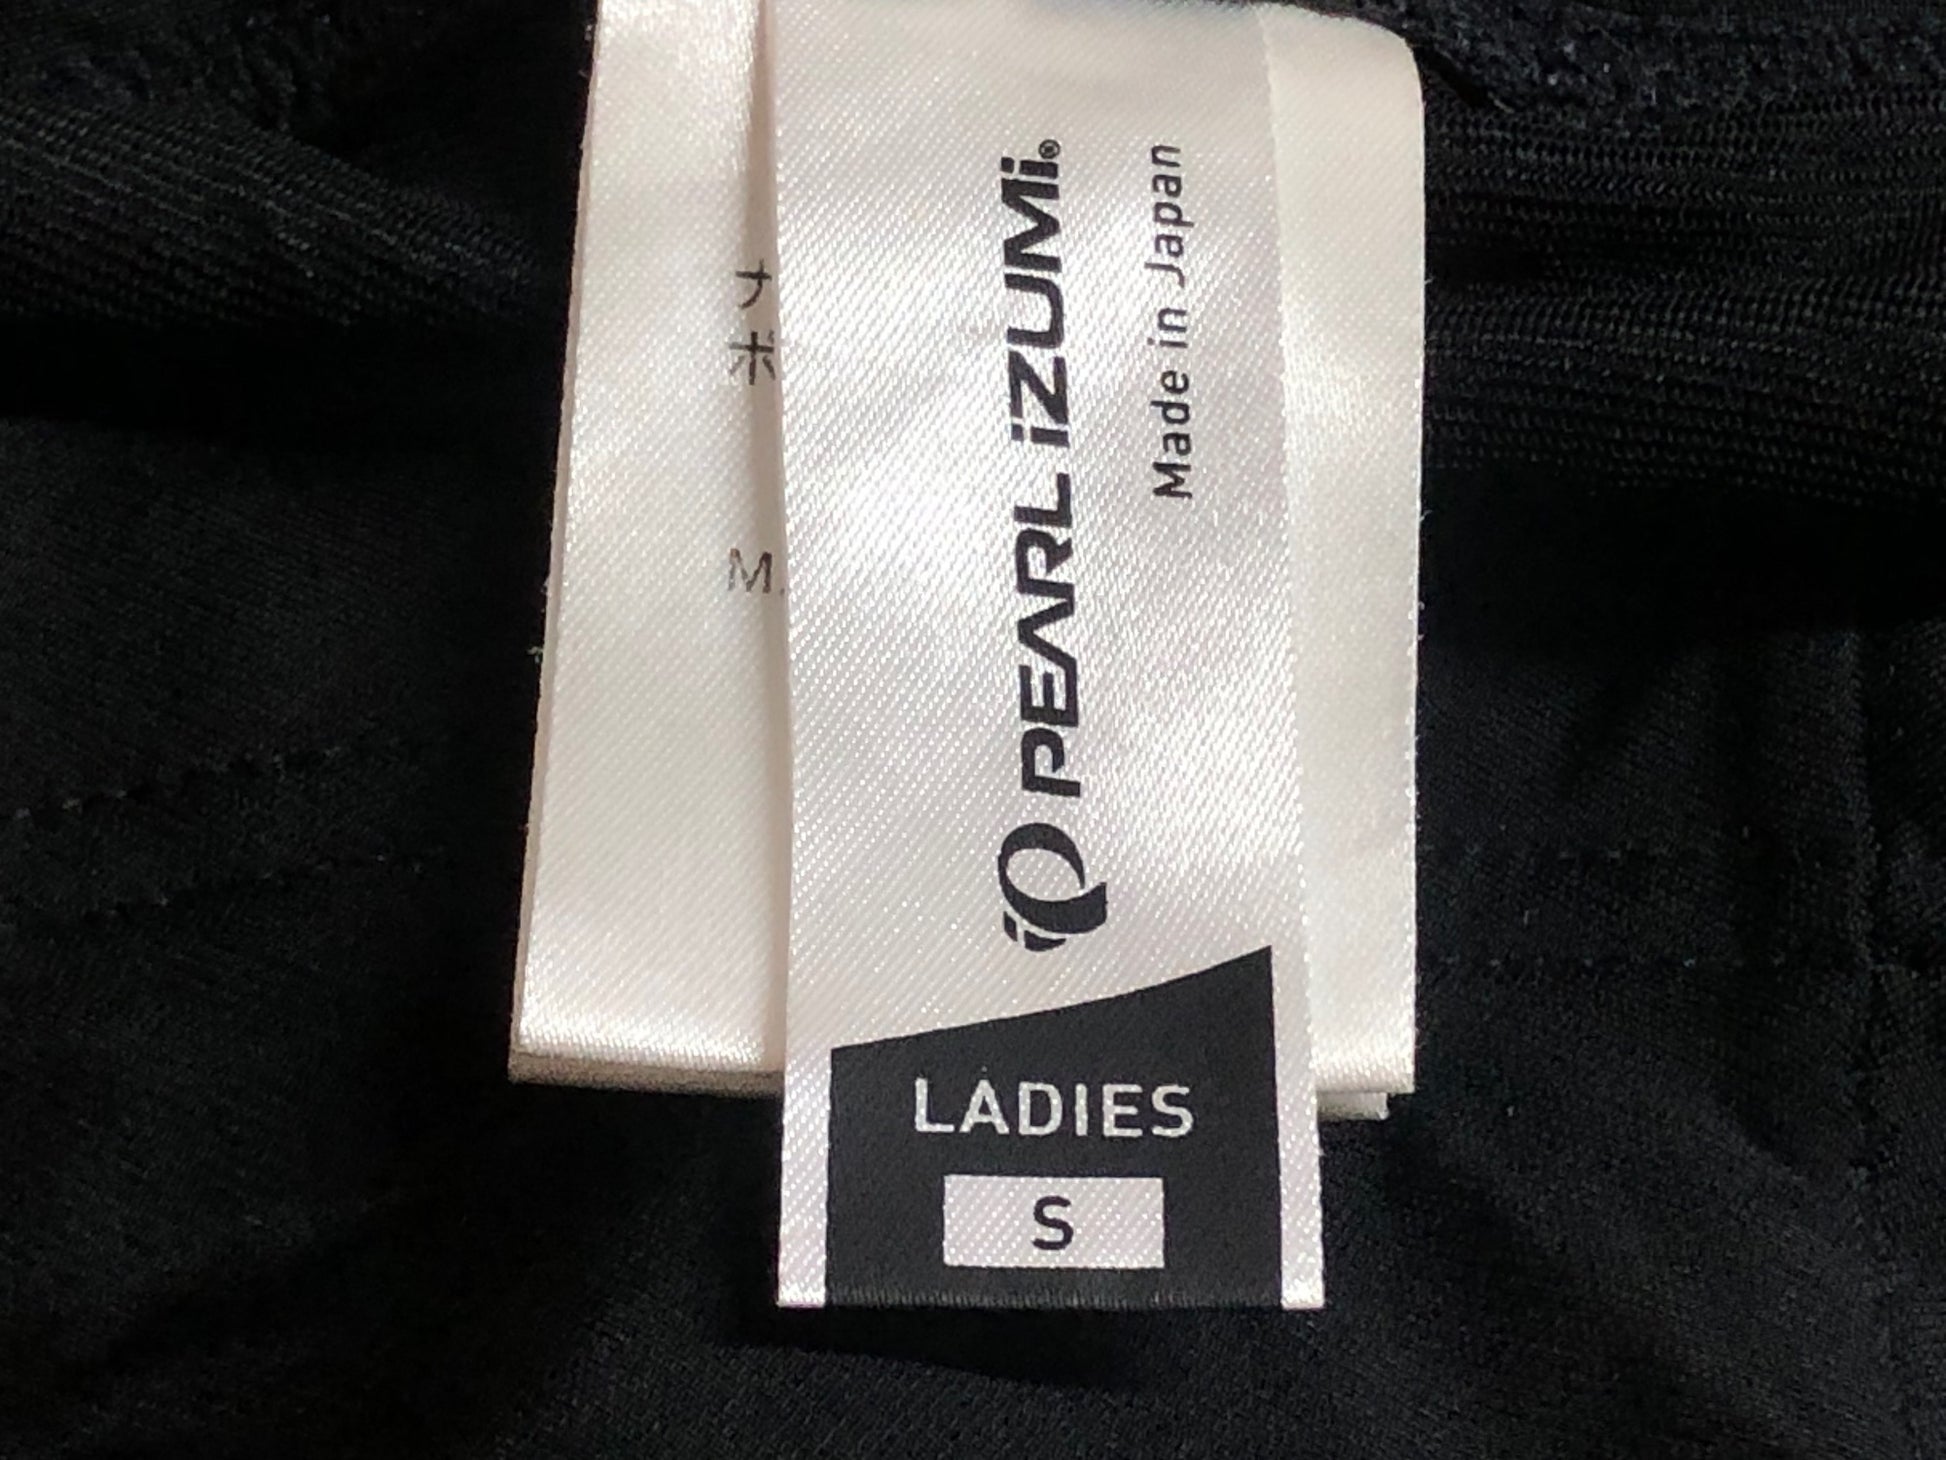 PEARL iZUMi®
Made in Japan
LADIES
S
M